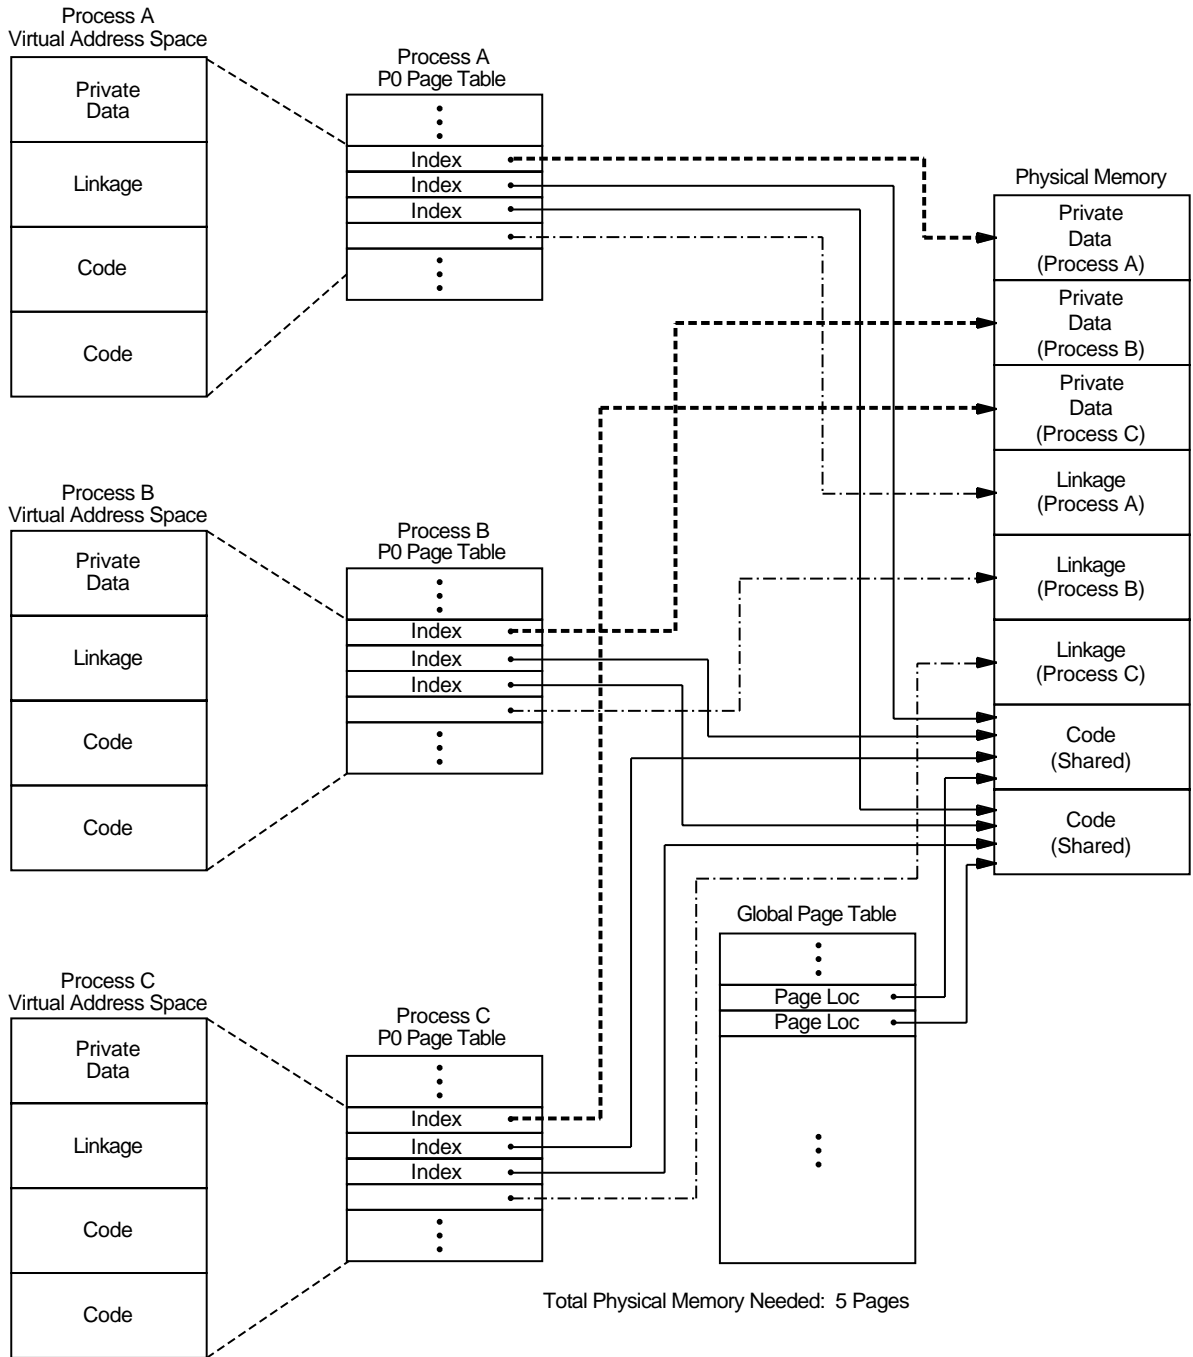 Process A
Virtual Address Space
Private
Data
Linkage
Code
Code
Process A
P0 Page Table
Index
Index
Index
Process B
Virtual Address Space
Private
Data
Linkage
Code
Code
Process B
P0 Page Table
Index
Index
Index
Process C
Virtual Address Space
Private
Data
Linkage
Code
Code
Process C
P0 Page Table
Index
Index
Index
Physical Memory
Private
Data
(Process A)
Private
Data
(Process B)
Private
Data
(Process C)
Linkage
(Process A)
Linkage
(Process B)
Linkage
(Process C)
Code
(Shared)
Code
(Shared)
Global Page Table
Page Loc
Page Loc
Total Physical Memory Needed: 5 Pages